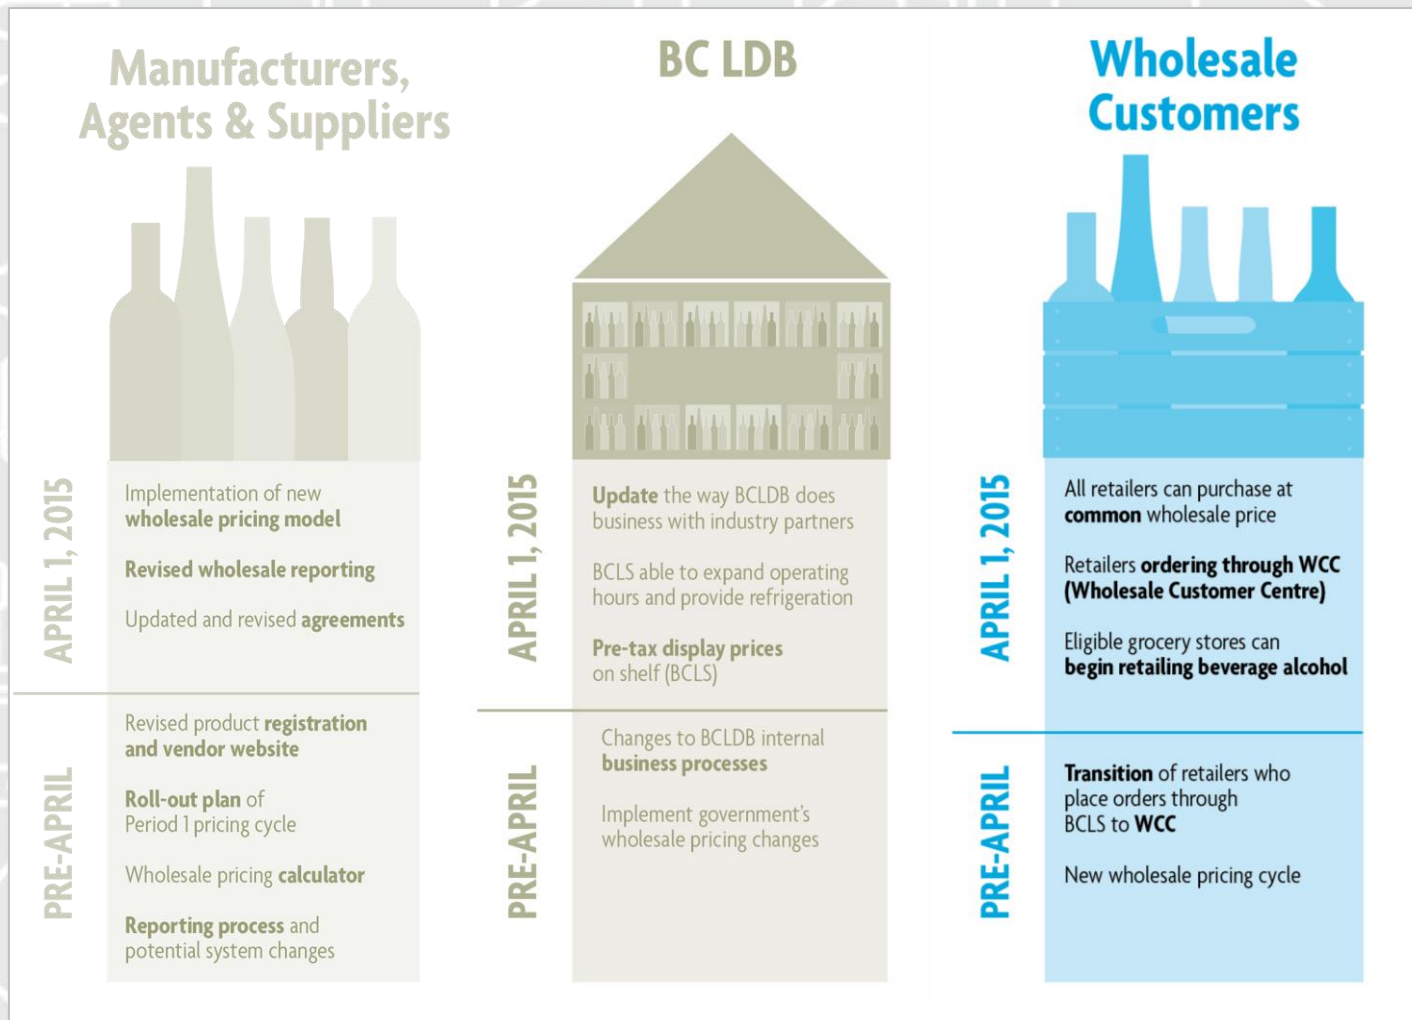 Manufacturers,
Agents & Suppliers
APRIL 1, 2015
Implementation of new
wholesale pricing model
Revised wholesale reporting
Updated and revised agreements
PRE-APRIL
Revised product registration
and vendor website
Roll-out plan of
Period 1 pricing cycle
Wholesale pricing calculator
Reporting process and
potential system changes
BC LDB
APRIL 1, 2015
Update the way BCLDB does
business with industry partners
BCLS able to expand operating
hours and provide refrigeration
Pre-tax display prices
on shelf (BCLS)
PRE-APRIL
Changes to BCLDB internal
business processes
Implement government's
wholesale pricing changes
Wholesale
Customers
APRIL 1, 2015
All retailers can purchase at
common wholesale price
Retailers ordering through WCC
(Wholesale Customer Centre)
Eligible grocery stores can
begin retailing beverage alcohol
PRE-APRIL
Transition of retailers who
place orders through
BCLS to WCC
New wholesale pricing cycle